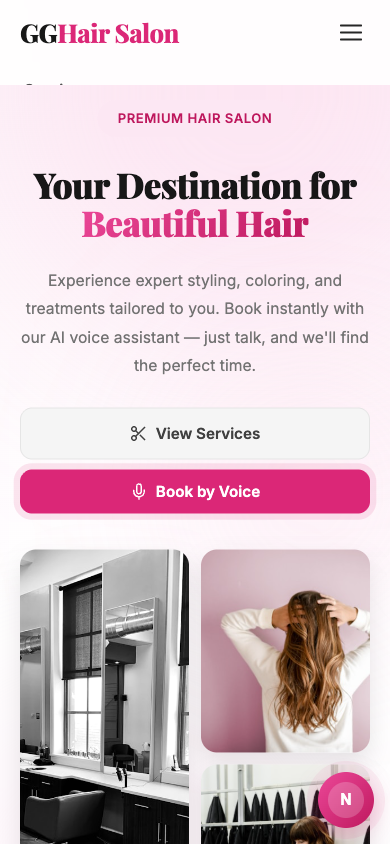 GGHair Salon
PREMIUM HAIR SALON
Your Destination for
Beautiful Hair
Experience expert styling, coloring, and
treatments tailored to you. Book instantly with
our AI voice assistant — just talk, and we'll find
the perfect time.
View Services
Book by Voice
N